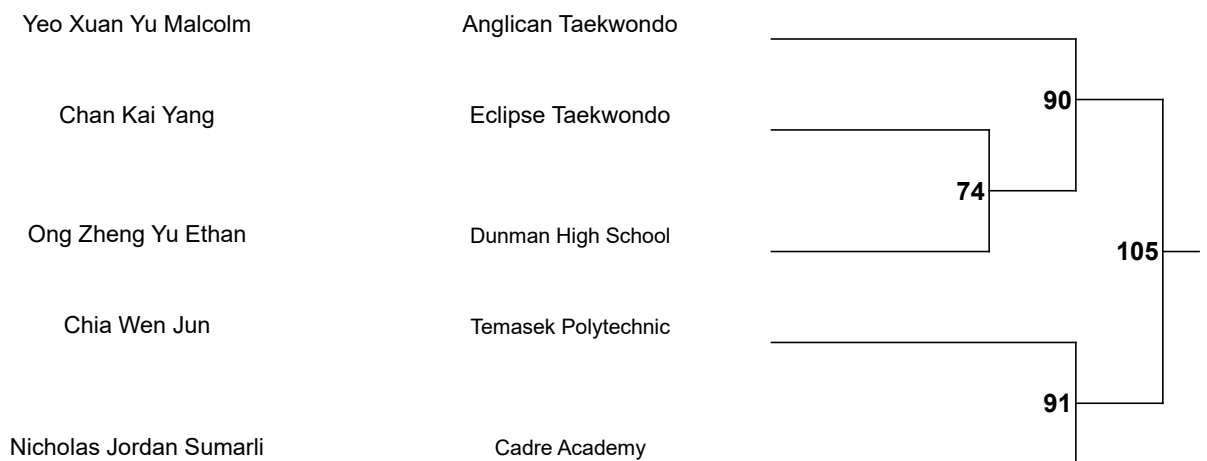 Yeo Xuan Yu Malcolm Anglican Taekwondo
90
Chan Kai Yang Eclipse Taekwondo
74
Ong Zheng Yu Ethan Dunman High School
105
Chia Wen Jun Temasek Polytechnic
91
Nicholas Jordan Sumarli Cadre Academy